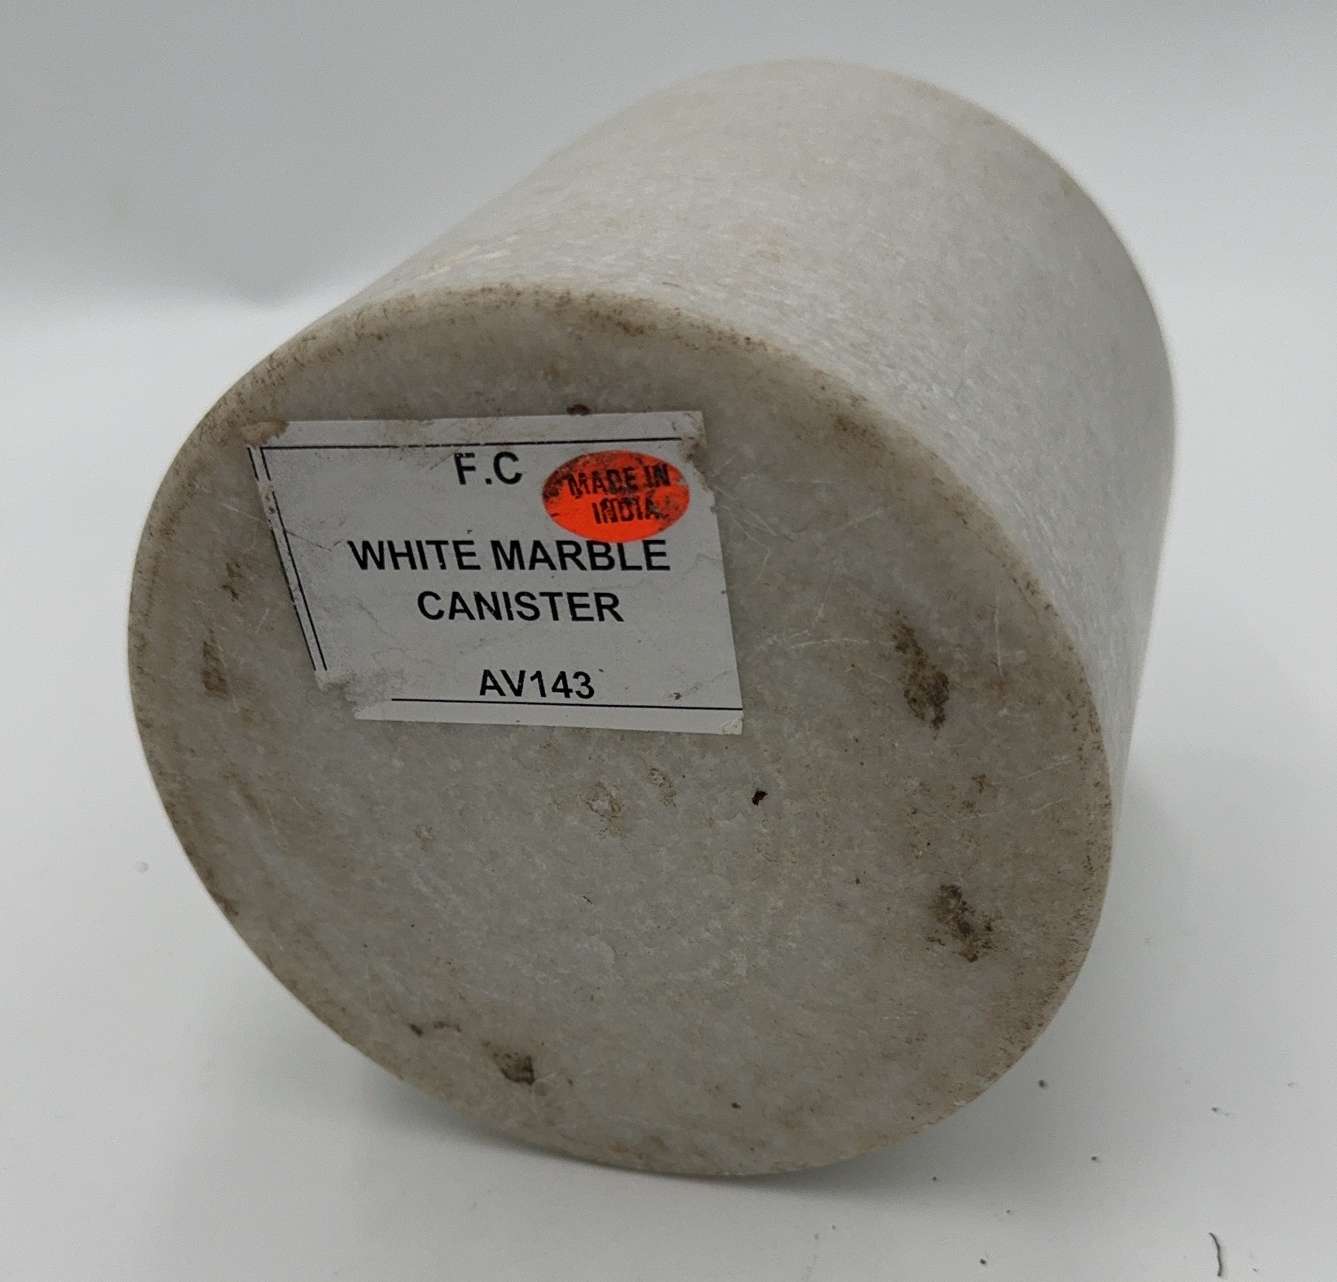 F.C
MADE IN
INDIA
WHITE MARBLE
CANISTER
AV143